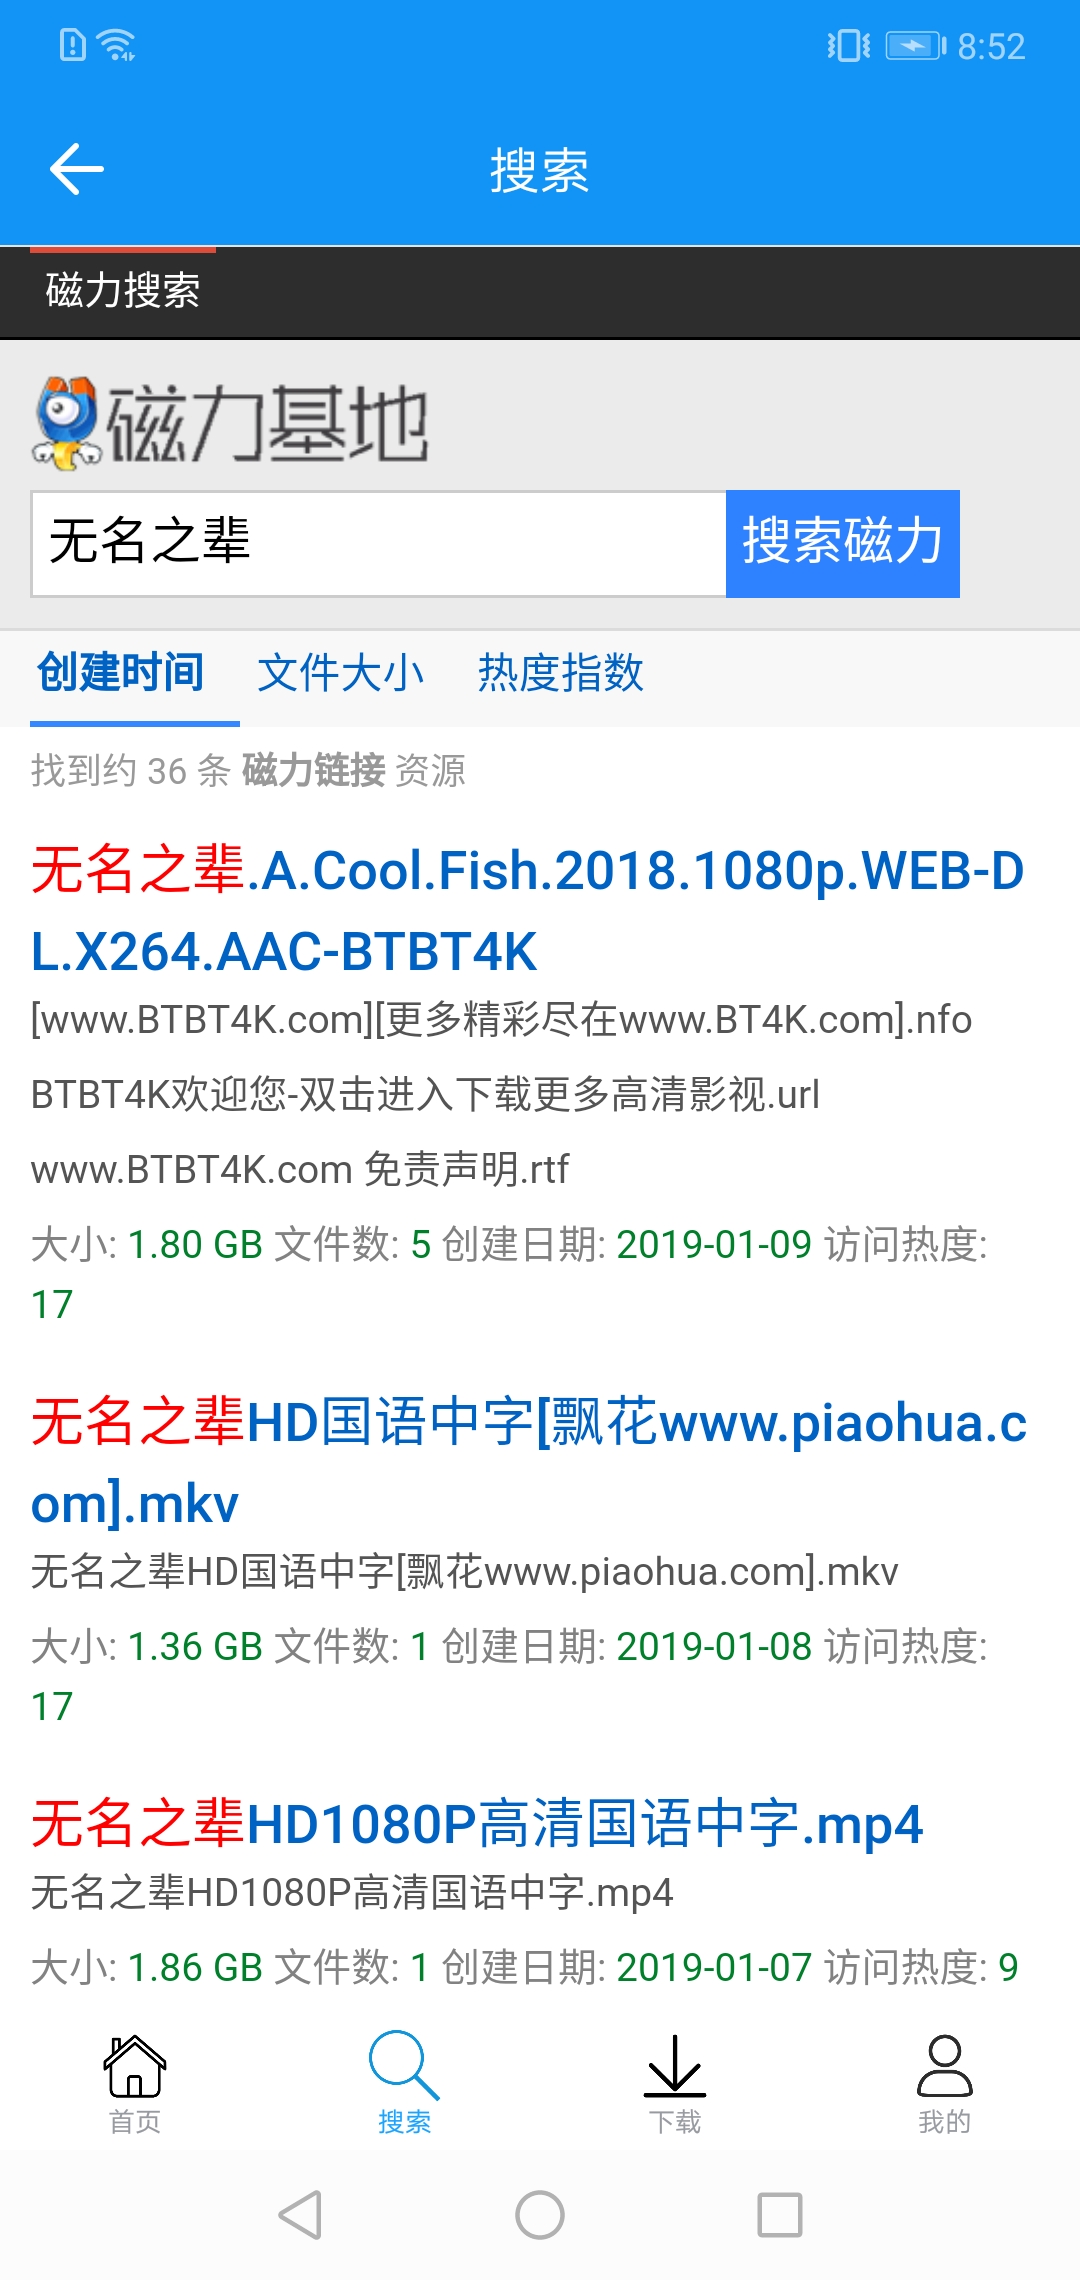 8:52
搜索
磁力搜索
磁力基地
无名之辈
搜索磁力
创建时间 文件大小 热度指数
找到约 36 条 磁力链接 资源
无名之辈.A.Cool.Fish.2018.1080p.WEB-D
L.X264.AAC-BTBT4K
[www.BTBT4K.com][更多精彩尽在www.BT4K.com].nfo
BTBT4K欢迎您-双击进入下载更多高清影视.url
www.BTBT4K.com 免责声明.rtf
大小: 1.80 GB 文件数: 5 创建日期: 2019-01-09 访问热度:
17
无名之辈HD国语中字[飘花www.piaohua.c
om].mkv
无名之辈HD国语中字[飘花www.piaohua.com].mkv
大小: 1.36 GB 文件数: 1 创建日期: 2019-01-08 访问热度:
17
无名之辈HD1080P高清国语中字.mp4
无名之辈HD1080P高清国语中字.mp4
大小: 1.86 GB 文件数: 1 创建日期: 2019-01-07 访问热度: 9
首页 搜索 下载 我的